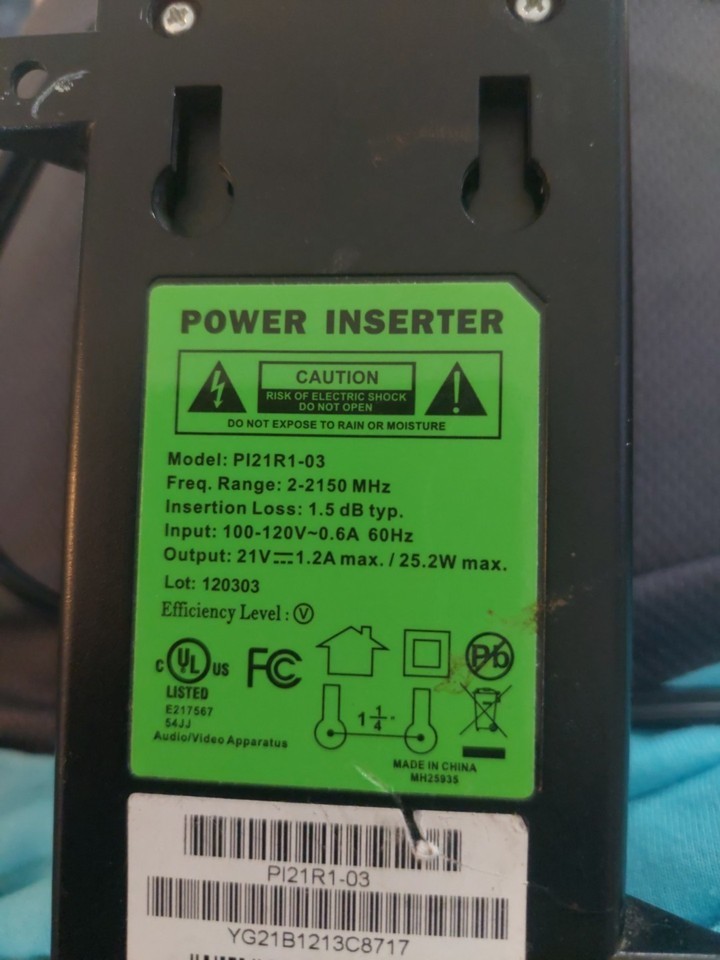 POWER INSERTER
CAUTION
RISK OF ELECTRIC SHOCK
DO NOT OPEN
DO NOT EXPOSE TO RAIN OR MOISTURE
Model: PI21R1-03
Freq. Range: 2-2150 MHz
Insertion Loss: 1.5 dB typ.
Input: 100-120V~0.6A 60Hz
Output: 21V⎓1.2A max. / 25.2W max.
Lot: 120303
Efficiency Level : Ⓥ
C UL US FC Pb
LISTED
E217567
54JJ
Audio/Video Apparatus
1 1/4"
MADE IN CHINA
MH25935
PI21R1-03
YG21B1213C8717